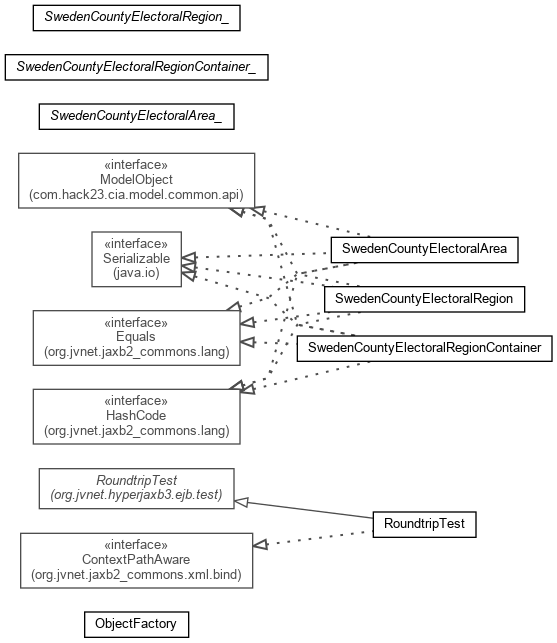 SwedenCountyElectoralRegion_
SwedenCountyElectoralRegionContainer_
SwedenCountyElectoralArea_
«interface»
ModelObject
(com.hack23.cia.model.common.api)
«interface»
Serializable
(java.io)
SwedenCountyElectoralArea
SwedenCountyElectoralRegion
«interface»
Equals
(org.jvnet.jaxb2_commons.lang)
SwedenCountyElectoralRegionContainer
«interface»
HashCode
(org.jvnet.jaxb2_commons.lang)
RoundtripTest
(org.jvnet.hyperjaxb3.ejb.test)
RoundtripTest
«interface»
ContextPathAware
(org.jvnet.jaxb2_commons.xml.bind)
ObjectFactory